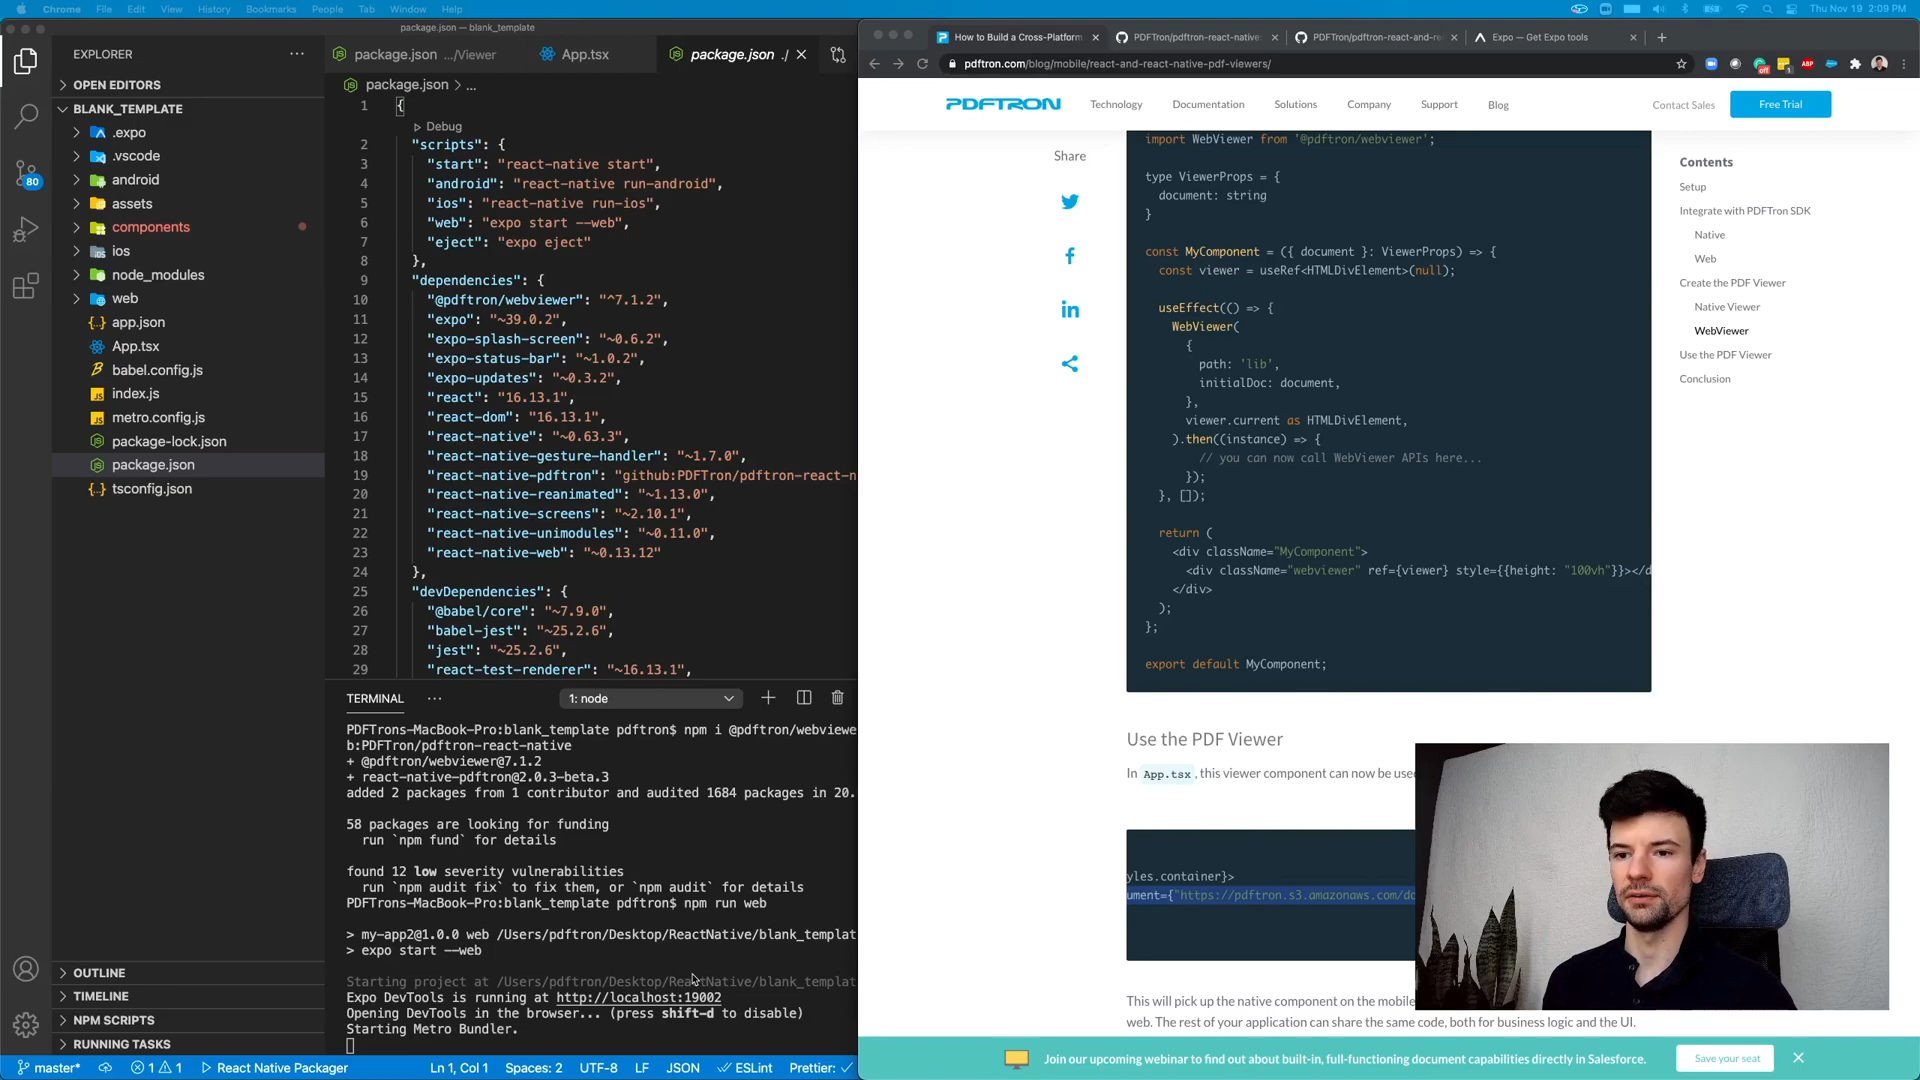 Chrome File Edit View History Bookmarks People Tab Window Help
Thu Nov 19 2:09 PM
package.json — blank_template
EXPLORER
OPEN EDITORS
BLANK_TEMPLATE
.expo
.vscode
android
assets
components
ios
node_modules
web
app.json
App.tsx
babel.config.js
index.js
metro.config.js
package-lock.json
package.json
tsconfig.json
80
OUTLINE
TIMELINE
NPM SCRIPTS
RUNNING TASKS
package.json .../Viewer
App.tsx
package.json ./
package.json > ...
1 {
Debug
2 "scripts": {
3 "start": "react-native start",
4 "android": "react-native run-android",
5 "ios": "react-native run-ios",
6 "web": "expo start --web",
7 "eject": "expo eject"
8 },
9 "dependencies": {
10 "@pdftron/webviewer": "^7.1.2",
11 "expo": "~39.0.2",
12 "expo-splash-screen": "~0.6.2",
13 "expo-status-bar": "~1.0.2",
14 "expo-updates": "~0.3.2",
15 "react": "16.13.1",
16 "react-dom": "16.13.1",
17 "react-native": "~0.63.3",
18 "react-native-gesture-handler": "~1.7.0",
19 "react-native-pdftron": "github:PDFTron/pdftron-react-n
20 "react-native-reanimated": "~1.13.0",
21 "react-native-screens": "~2.10.1",
22 "react-native-unimodules": "~0.11.0",
23 "react-native-web": "~0.13.12"
24 },
25 "devDependencies": {
26 "@babel/core": "~7.9.0",
27 "babel-jest": "~25.2.6",
28 "jest": "~25.2.6",
29 "react-test-renderer": "~16.13.1",
TERMINAL ... 1: node
PDFTrons-MacBook-Pro:blank_template pdftron$ npm i @pdftron/webviewe
b:PDFTron/pdftron-react-native
+ @pdftron/webviewer@7.1.2
+ react-native-pdftron@2.0.3-beta.3
added 2 packages from 1 contributor and audited 1684 packages in 20.
58 packages are looking for funding
run `npm fund` for details
found 12 low severity vulnerabilities
run `npm audit fix` to fix them, or `npm audit` for details
PDFTrons-MacBook-Pro:blank_template pdftron$ npm run web
> my-app2@1.0.0 web /Users/pdftron/Desktop/ReactNative/blank_templat
> expo start --web
Starting project at /Users/pdftron/Desktop/ReactNative/blank_templat
Expo DevTools is running at http://localhost:19002
Opening DevTools in the browser... (press shift-d to disable)
Starting Metro Bundler.
master* 1 1 React Native Packager Ln 1, Col 1 Spaces: 2 UTF-8 LF JSON ESLint Prettier:
How to Build a Cross-Platform
PDFTron/pdftron-react-native:
PDFTron/pdftron-react-and-re
Expo — Get Expo tools
pdftron.com/blog/mobile/react-and-react-native-pdf-viewers/
PDFTRON
Technology Documentation Solutions Company Support Blog
Contact Sales
Free Trial
Share
import WebViewer from '@pdftron/webviewer';
type ViewerProps = {
document: string
}
const MyComponent = ({ document }: ViewerProps) => {
const viewer = useRef<HTMLDivElement>(null);
useEffect(() => {
WebViewer(
{
path: 'lib',
initialDoc: document,
},
viewer.current as HTMLDivElement,
).then((instance) => {
// you can now call WebViewer APIs here...
});
}, []);
return (
<div className="MyComponent">
<div className="webviewer" ref={viewer} style={{height: "100vh"}}></d
</div>
);
};
export default MyComponent;
Contents
Setup
Integrate with PDFTron SDK
Native
Web
Create the PDF Viewer
Native Viewer
WebViewer
Use the PDF Viewer
Conclusion
Use the PDF Viewer
In App.tsx, this viewer component can now be used
yles.container}>
ument={"https://pdftron.s3.amazonaws.com/do
This will pick up the native component on the mobile
web. The rest of your application can share the same code, both for business logic and the UI.
Join our upcoming webinar to find out about built-in, full-functioning document capabilities directly in Salesforce.
Save your seat